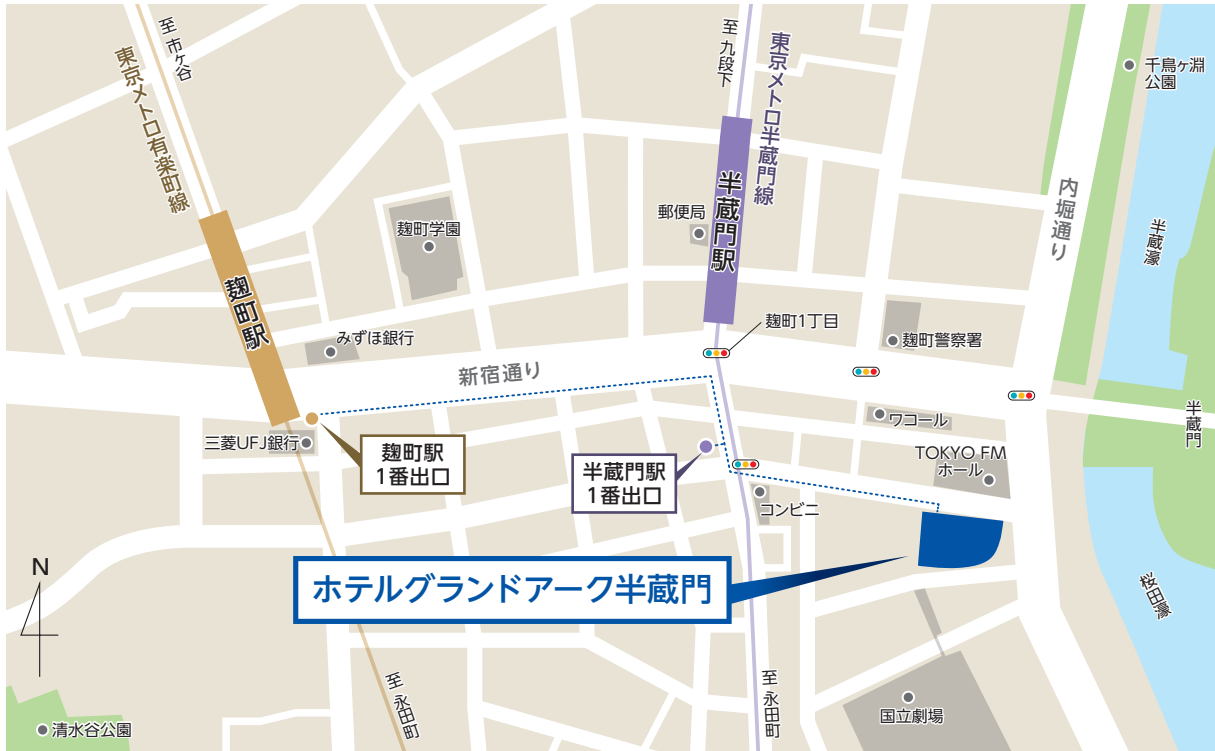 至 市ヶ谷
東京メトロ有楽町線
至 九段下
東京メトロ半蔵門線
千鳥ヶ淵
公園
内堀通り
半蔵濠
郵便局
麹町学園
半蔵門駅
麹町駅
麹町1丁目
みずほ銀行
麹町警察署
新宿通り
ワコール
半蔵門
三菱UFJ銀行
麹町駅
1番出口
半蔵門駅
1番出口
TOKYO FM
ホール
コンビニ
N
ホテルグランドアーク半蔵門
桜田濠
至 永田町
至 永田町
国立劇場
清水谷公園